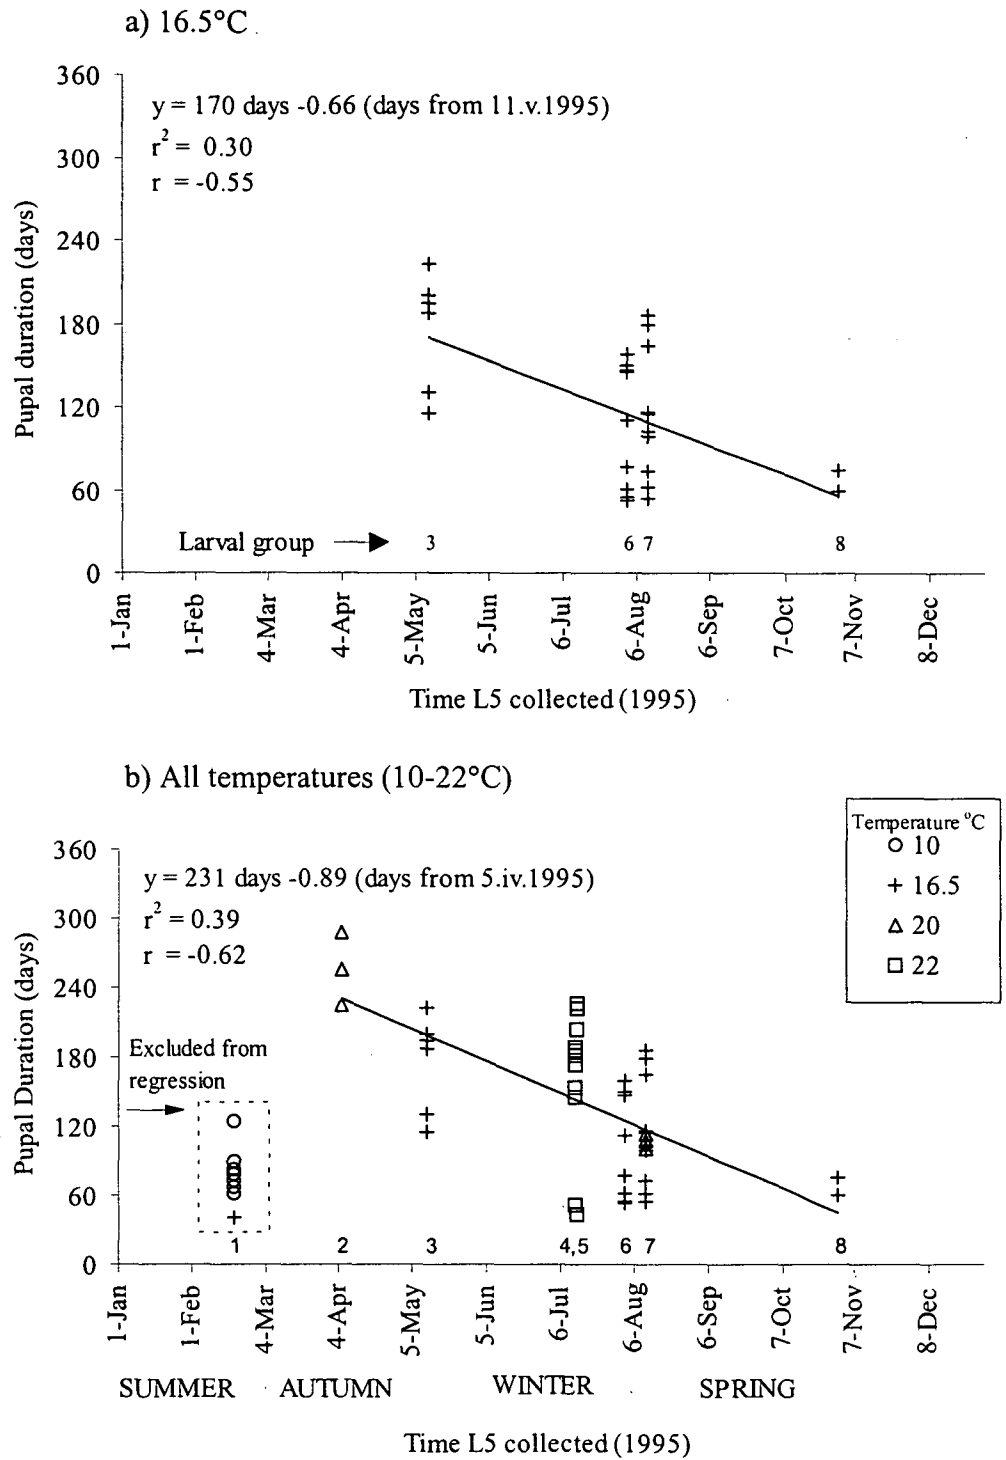 a) 16.5°C
360
y = 170 days -0.66 (days from 11.v.1995)
r² = 0.30
300
r = -0.55
240
180
120
60
0
Pupal duration (days)
Larval group
3
6
7
8
1-Jan
1-Feb
4-Mar
4-Apr
5-May
5-Jun
6-Jul
6-Aug
6-Sep
7-Oct
7-Nov
8-Dec
Time L5 collected (1995)
b) All temperatures (10-22°C)
Temperature °C
10
16.5
20
22
360
y = 231 days -0.89 (days from 5.iv.1995)
300
r² = 0.39
r = -0.62
240
180
120
60
0
Pupal Duration (days)
Excluded from
regression
1
2
3
4,5
6
7
8
1-Jan
1-Feb
4-Mar
4-Apr
5-May
5-Jun
6-Jul
6-Aug
6-Sep
7-Oct
7-Nov
8-Dec
SUMMER
AUTUMN
WINTER
SPRING
Time L5 collected (1995)